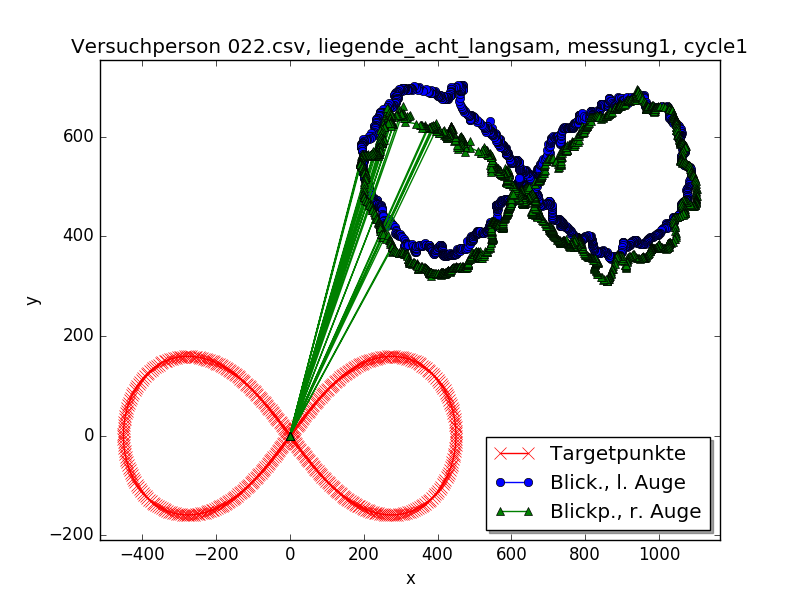 Versuchperson 022.csv, liegende_acht_langsam, messung1, cycle1
y
600
400
200
0
−200
−400
−200
0
200
400
600
800
1000
x
Targetpunkte
Blick., l. Auge
Blickp., r. Auge